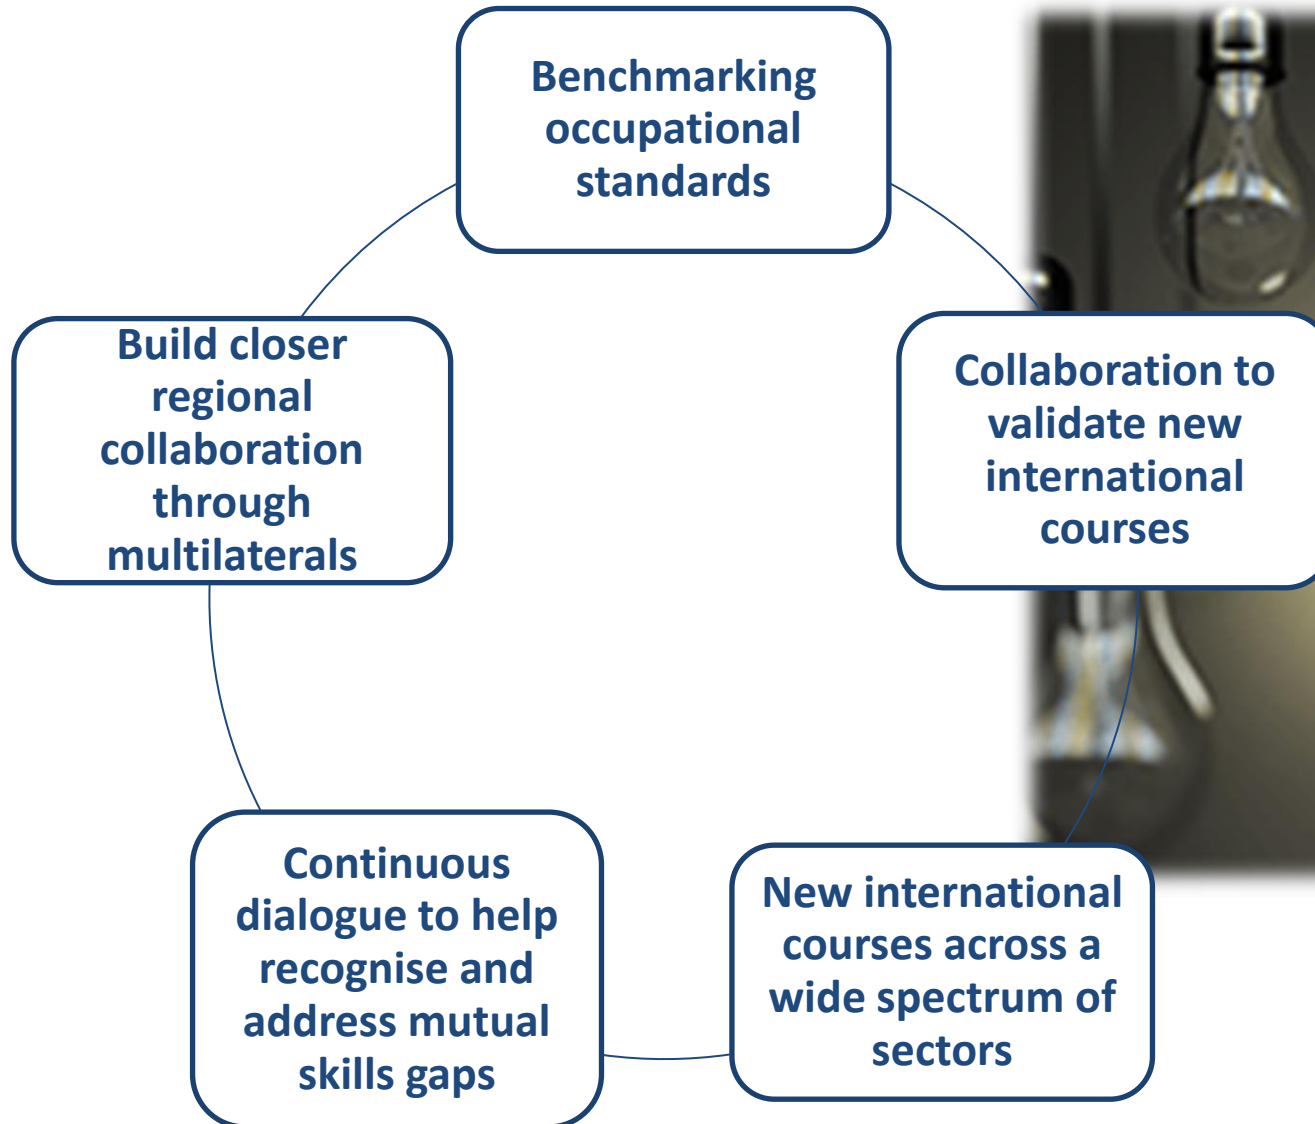 Benchmarking
occupational
standards
Collaboration to
validate new
international
courses
New international
courses across a
wide spectrum of
sectors
Continuous
dialogue to help
recognise and
address mutual
skills gaps
Build closer
regional
collaboration
through
multilaterals